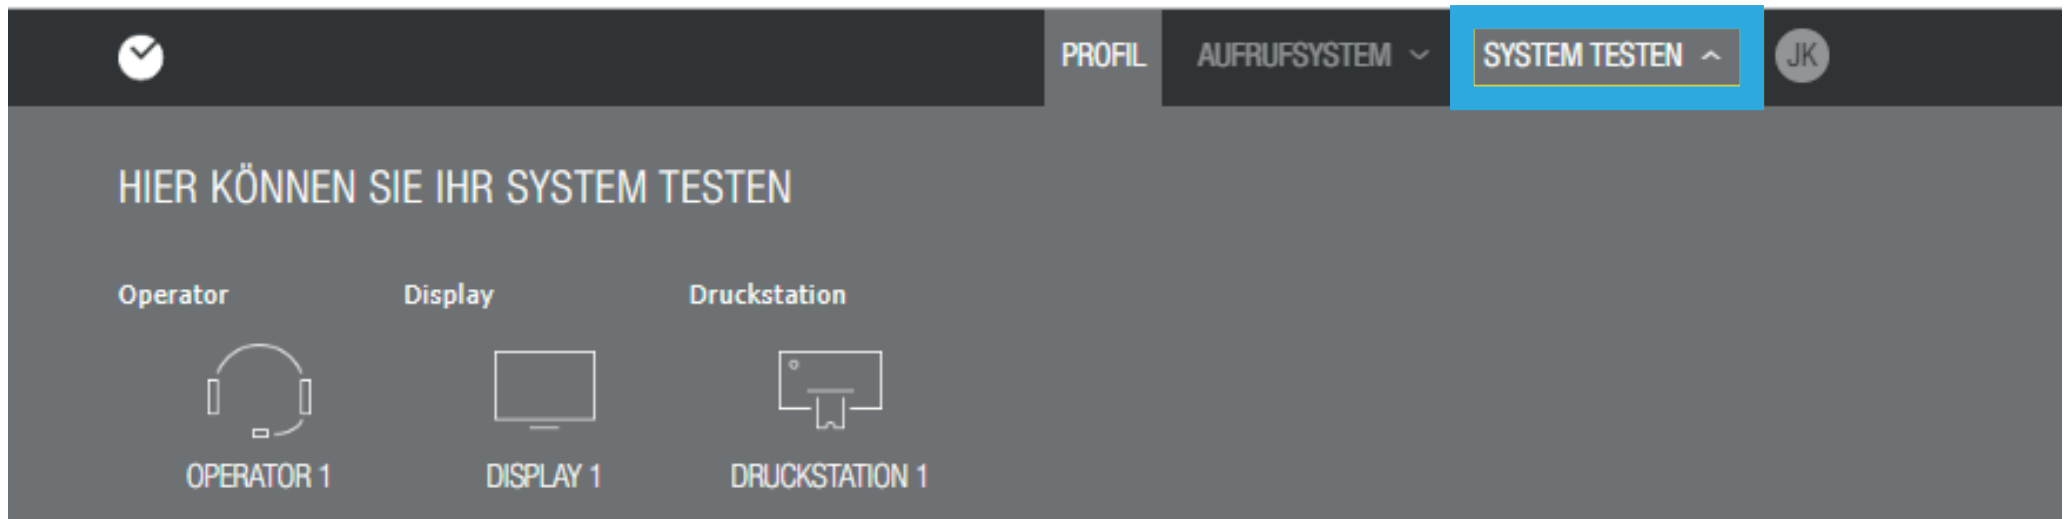 PROFIL AUFRUFSYSTEM SYSTEM TESTEN JK
HIER KÖNNEN SIE IHR SYSTEM TESTEN
Operator Display Druckstation
OPERATOR 1 DISPLAY 1 DRUCKSTATION 1